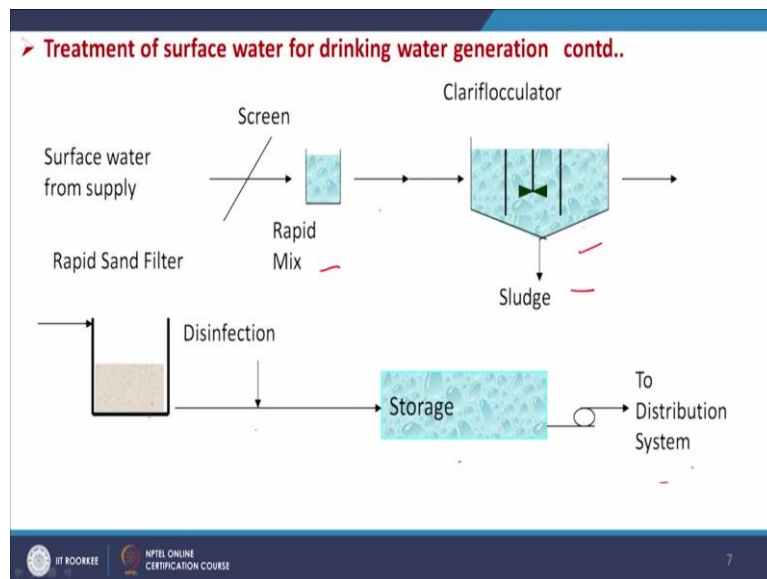 ➤ Treatment of surface water for drinking water generation contd..
Clariflocculator
Screen
Surface water
from supply
Rapid
Mix
Rapid Sand Filter
Sludge
Disinfection
Storage
To
Distribution
System
IIT ROORKEE
NPTEL ONLINE
CERTIFICATION COURSE
7